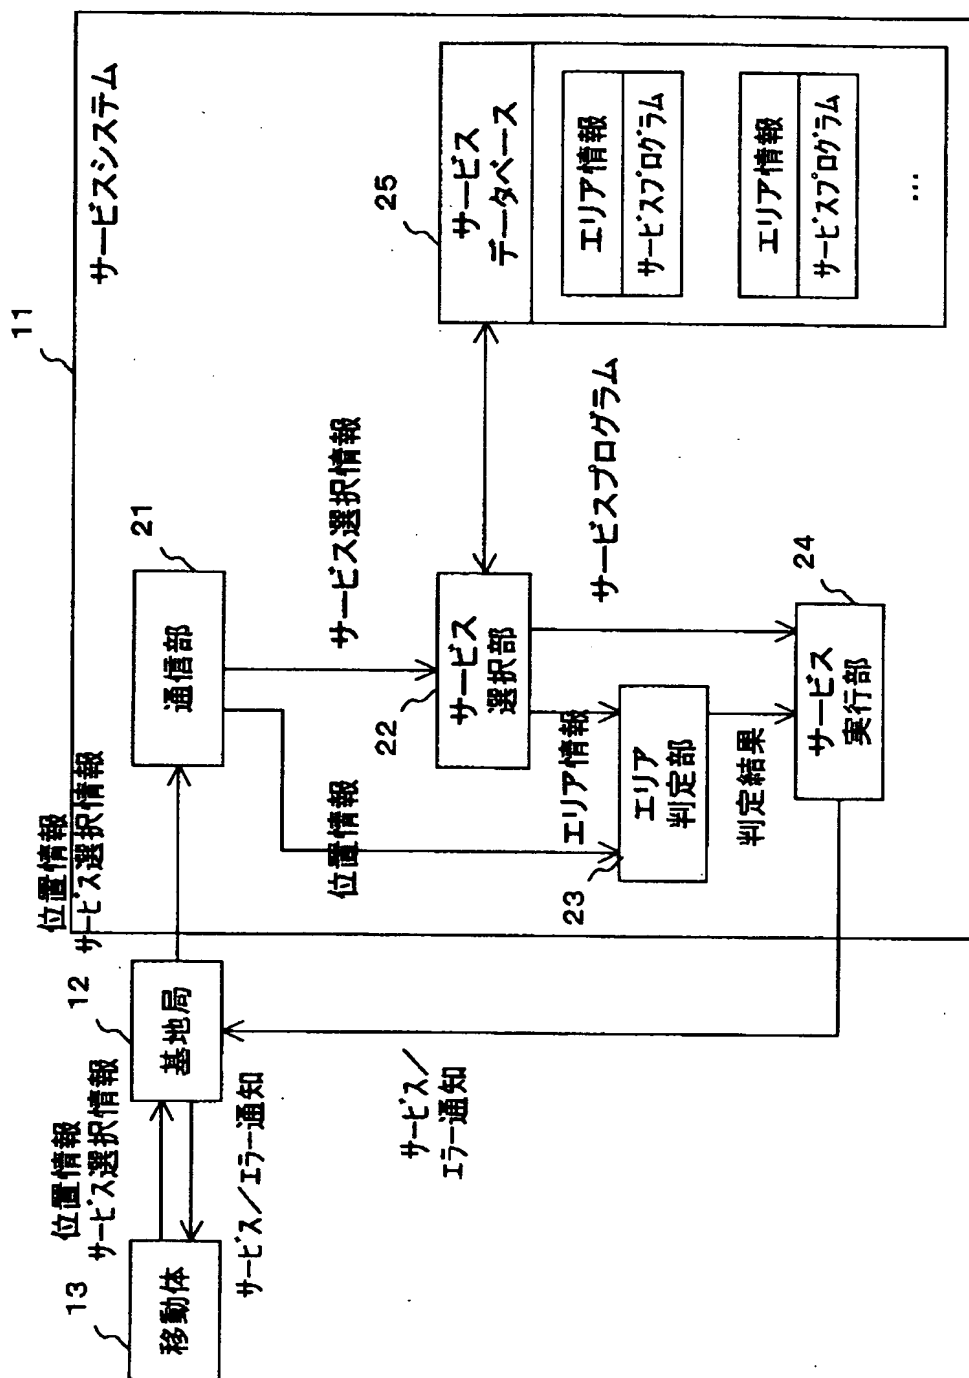 サービスシステム
11
サービス
データベース
25
エリア情報
サービスプログラム
エリア情報
サービスプログラム
…
21
通信部
サービス選択情報
サービス
選択部
22
サービスプログラム
エリア情報
位置情報
エリア
判定部
23
判定結果
サービス
実行部
24
位置情報
サービス選択情報
12
基地局
位置情報
サービス選択情報
サービス/エラー通知
サービス/
エラー通知
13
移動体